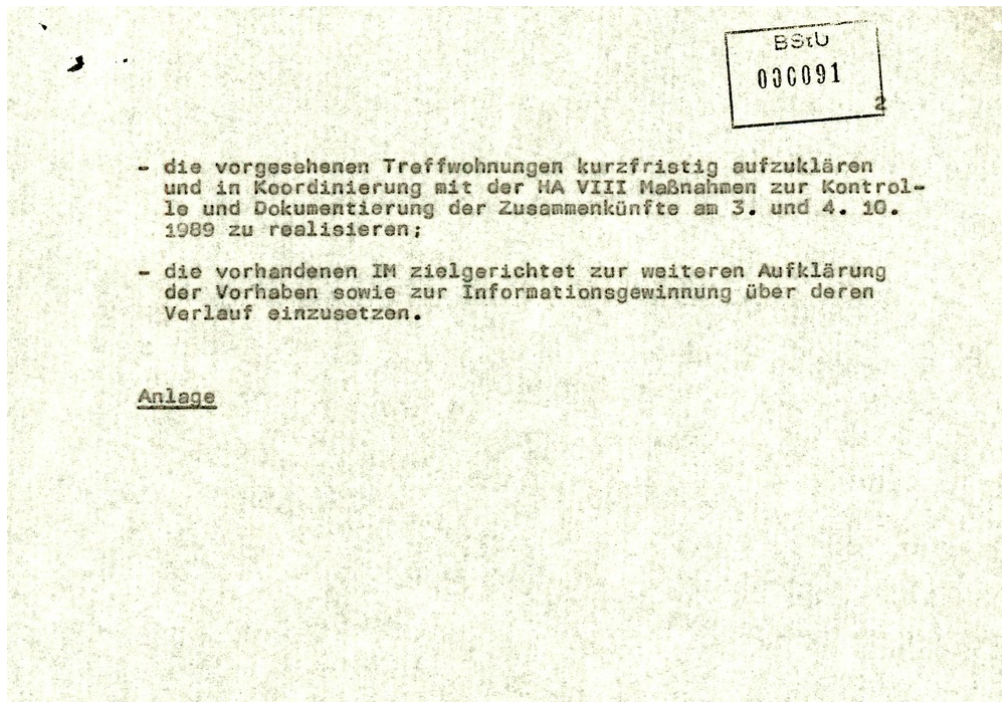 BStU
000091
2
- die vorgesehenen Treffwohnungen kurzfristig aufzuklären
und in Koordinierung mit der HA VIII Maßnahmen zur Kontrol-
le und Dokumentierung der Zusammenkünfte am 3. und 4. 10.
1989 zu realisieren;
- die vorhandenen IM zielgerichtet zur weiteren Aufklärung
der Vorhaben sowie zur Informationsgewinnung über deren
Verlauf einzusetzen.
Anlage